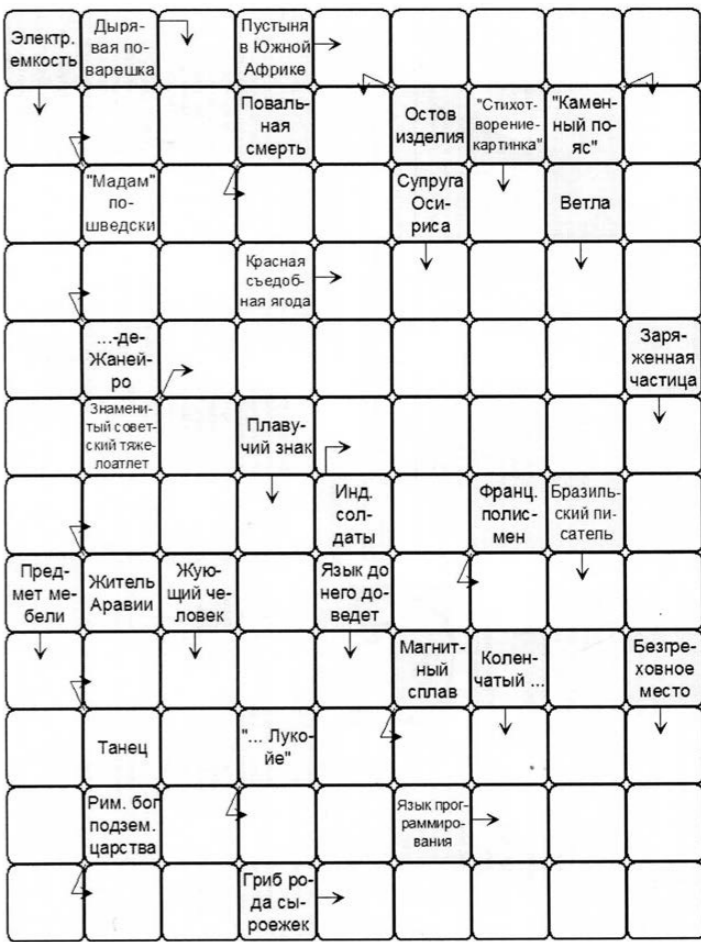 Электр.
емкость
Дыря-
вая по-
варешка
Пустыня
в Южной
Африке
Поваль-
ная
смерть
Остов
изделия
"Стихот-
ворение-
картинка"
"Камен-
ный по-
яс"
"Мадам"
по-
шведски
Супруга
Оси-
риса
Ветла
Красная
съедоб-
ная ягода
...-де-
Жаней-
ро
Заря-
женная
частица
Знамени-
тый совет-
ский тяже-
лоатлет
Плаву-
чий знак
Инд.
сол-
даты
Франц.
полис-
мен
Бразиль-
ский пи-
сатель
Пред-
мет ме-
бели
Житель
Аравии
Жую-
щий че-
ловек
Язык до
него до-
ведет
Магнит-
ный
сплав
Колен-
чатый ...
Безгре-
ховное
место
Танец
"... Луко-
йе"
Рим. бог
подзем.
царства
Язык прог-
раммиро-
вания
Гриб ро-
да сы-
роежек